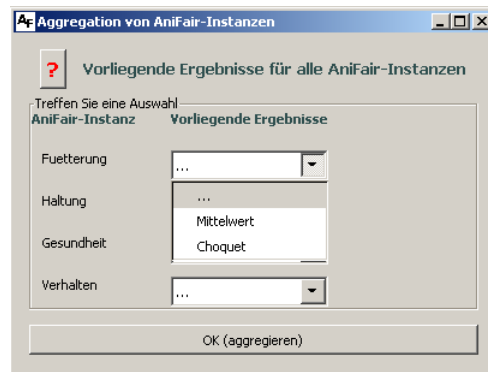 AF Aggregation von AniFair-Instanzen
? Vorliegende Ergebnisse für alle AniFair-Instanzen
Treffen Sie eine Auswahl
AniFair-Instanz Vorliegende Ergebnisse
Fuetterung ...
Haltung ...
Mittelwert
Gesundheit Choquet
Verhalten ...
OK (aggregieren)